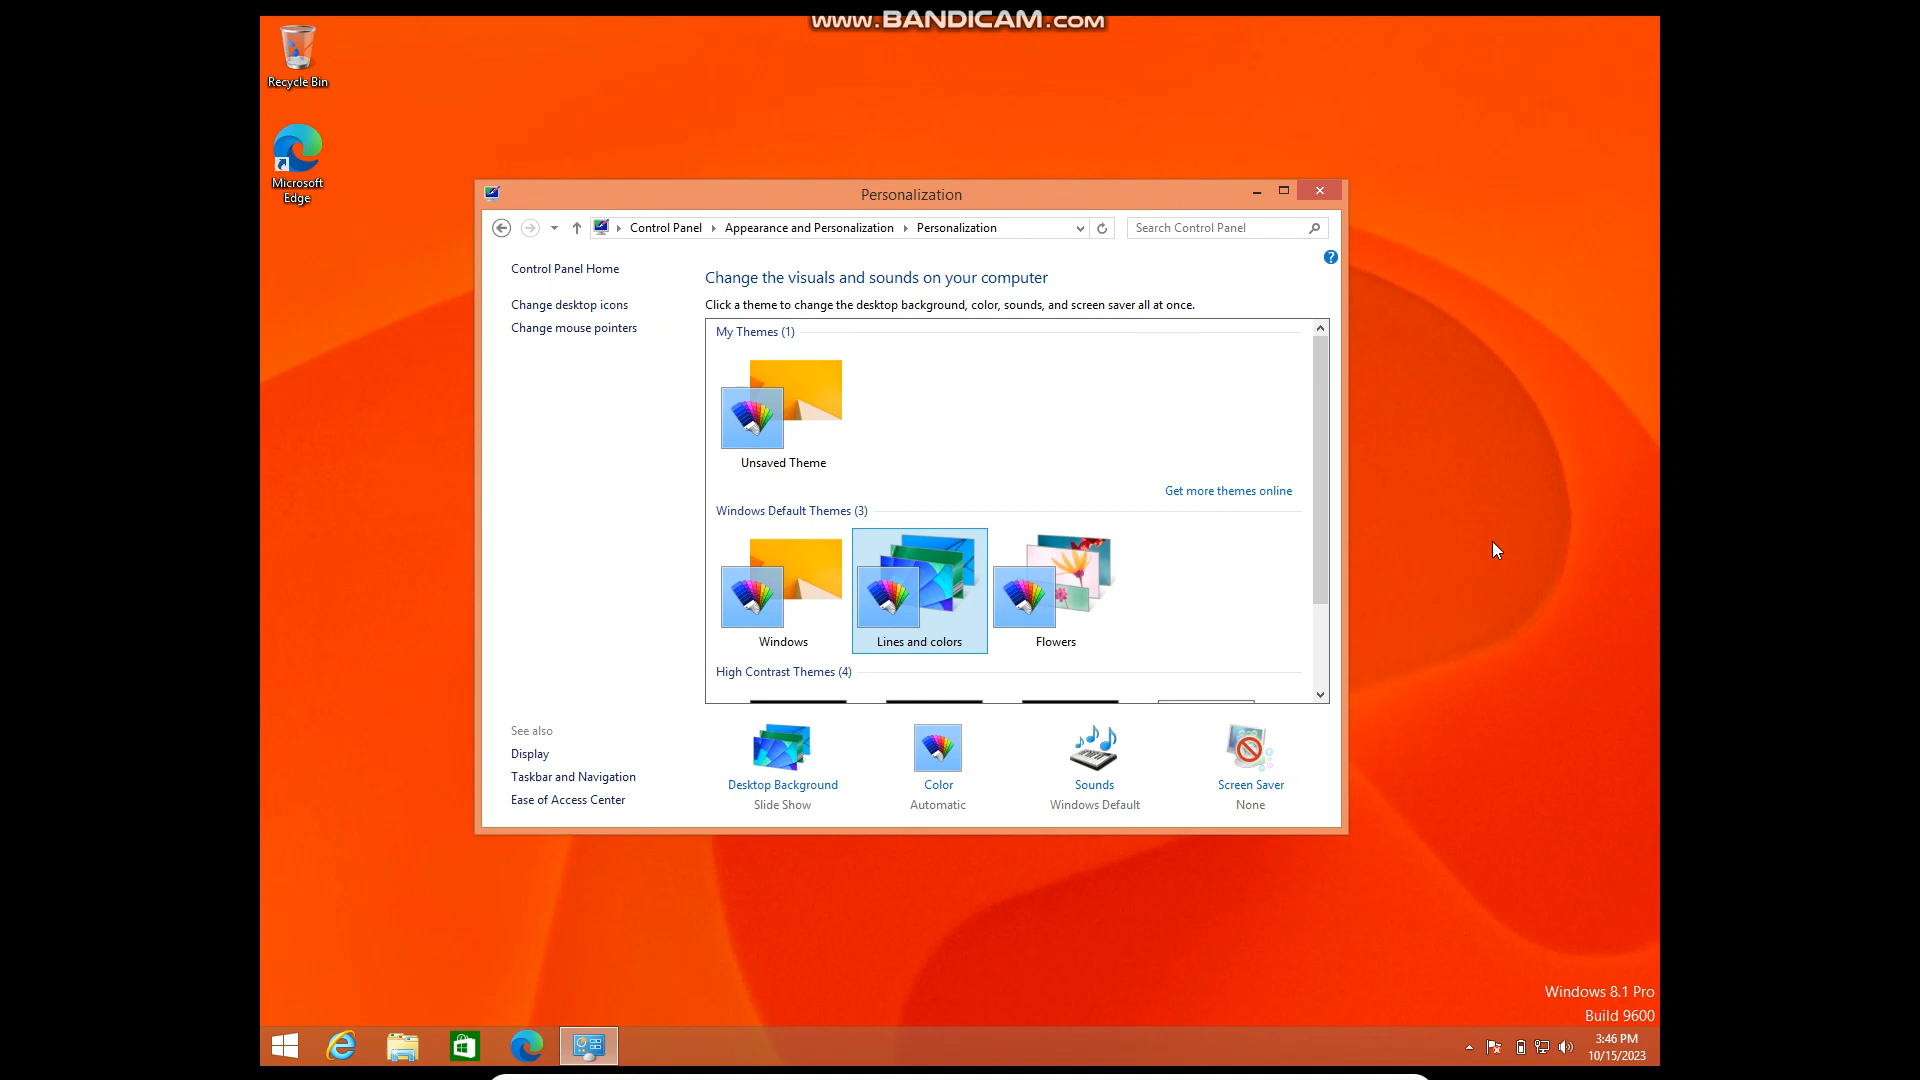 www.BANDICAM.com
Recycle Bin
Microsoft
Edge
Personalization
Control Panel Appearance and Personalization Personalization
Search Control Panel
Control Panel Home
Change desktop icons
Change mouse pointers
Change the visuals and sounds on your computer
Click a theme to change the desktop background, color, sounds, and screen saver all at once.
My Themes (1)
Unsaved Theme
Get more themes online
Windows Default Themes (3)
Windows Lines and colors Flowers
High Contrast Themes (4)
See also
Display
Taskbar and Navigation
Ease of Access Center
Desktop Background Color Sounds Screen Saver
Slide Show Automatic Windows Default None
Windows 8.1 Pro
Build 9600
3:46 PM
10/15/2023